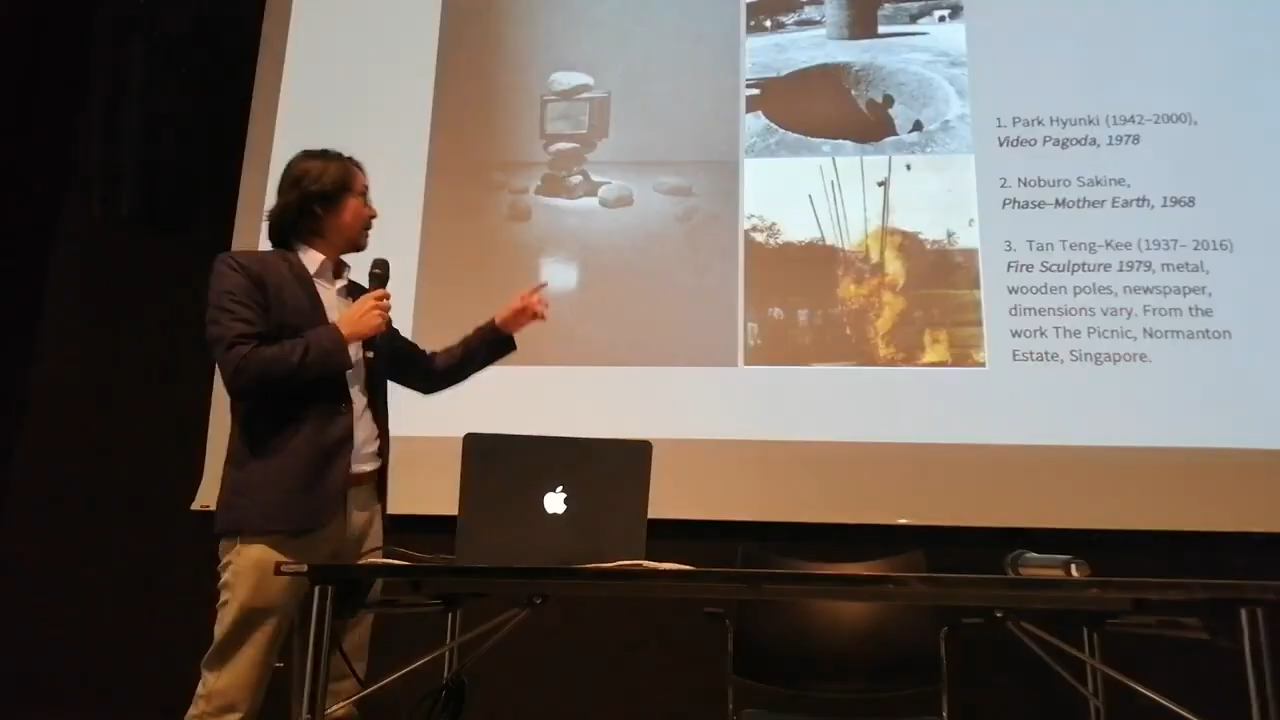 1. Park Hyunki (1942–2000),
Video Pagoda, 1978
2. Noburo Sakine,
Phase–Mother Earth, 1968
3. Tan Teng–Kee (1937– 2016)
Fire Sculpture 1979, metal,
wooden poles, newspaper,
dimensions vary. From the
work The Picnic, Normanton
Estate, Singapore.